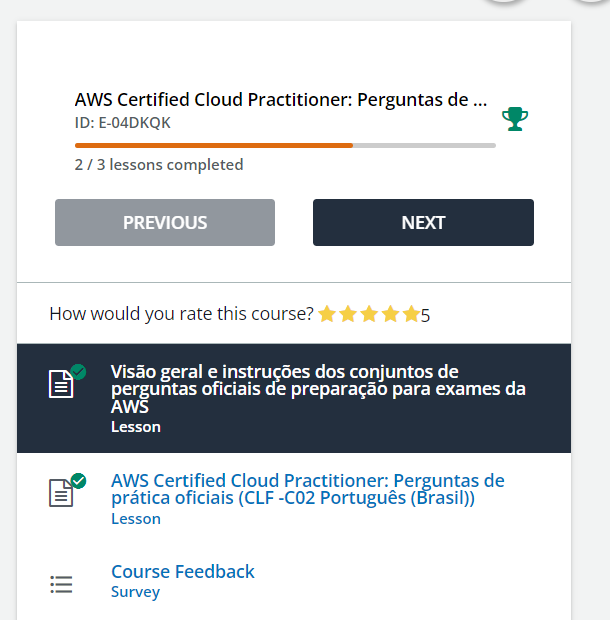 AWS Certified Cloud Practitioner: Perguntas de ...
ID: E-04DKQK
2 / 3 lessons completed
PREVIOUS
NEXT
How would you rate this course? 5
Visão geral e instruções dos conjuntos de
perguntas oficiais de preparação para exames da
AWS
Lesson
AWS Certified Cloud Practitioner: Perguntas de
prática oficiais (CLF -C02 Português (Brasil))
Lesson
Course Feedback
Survey